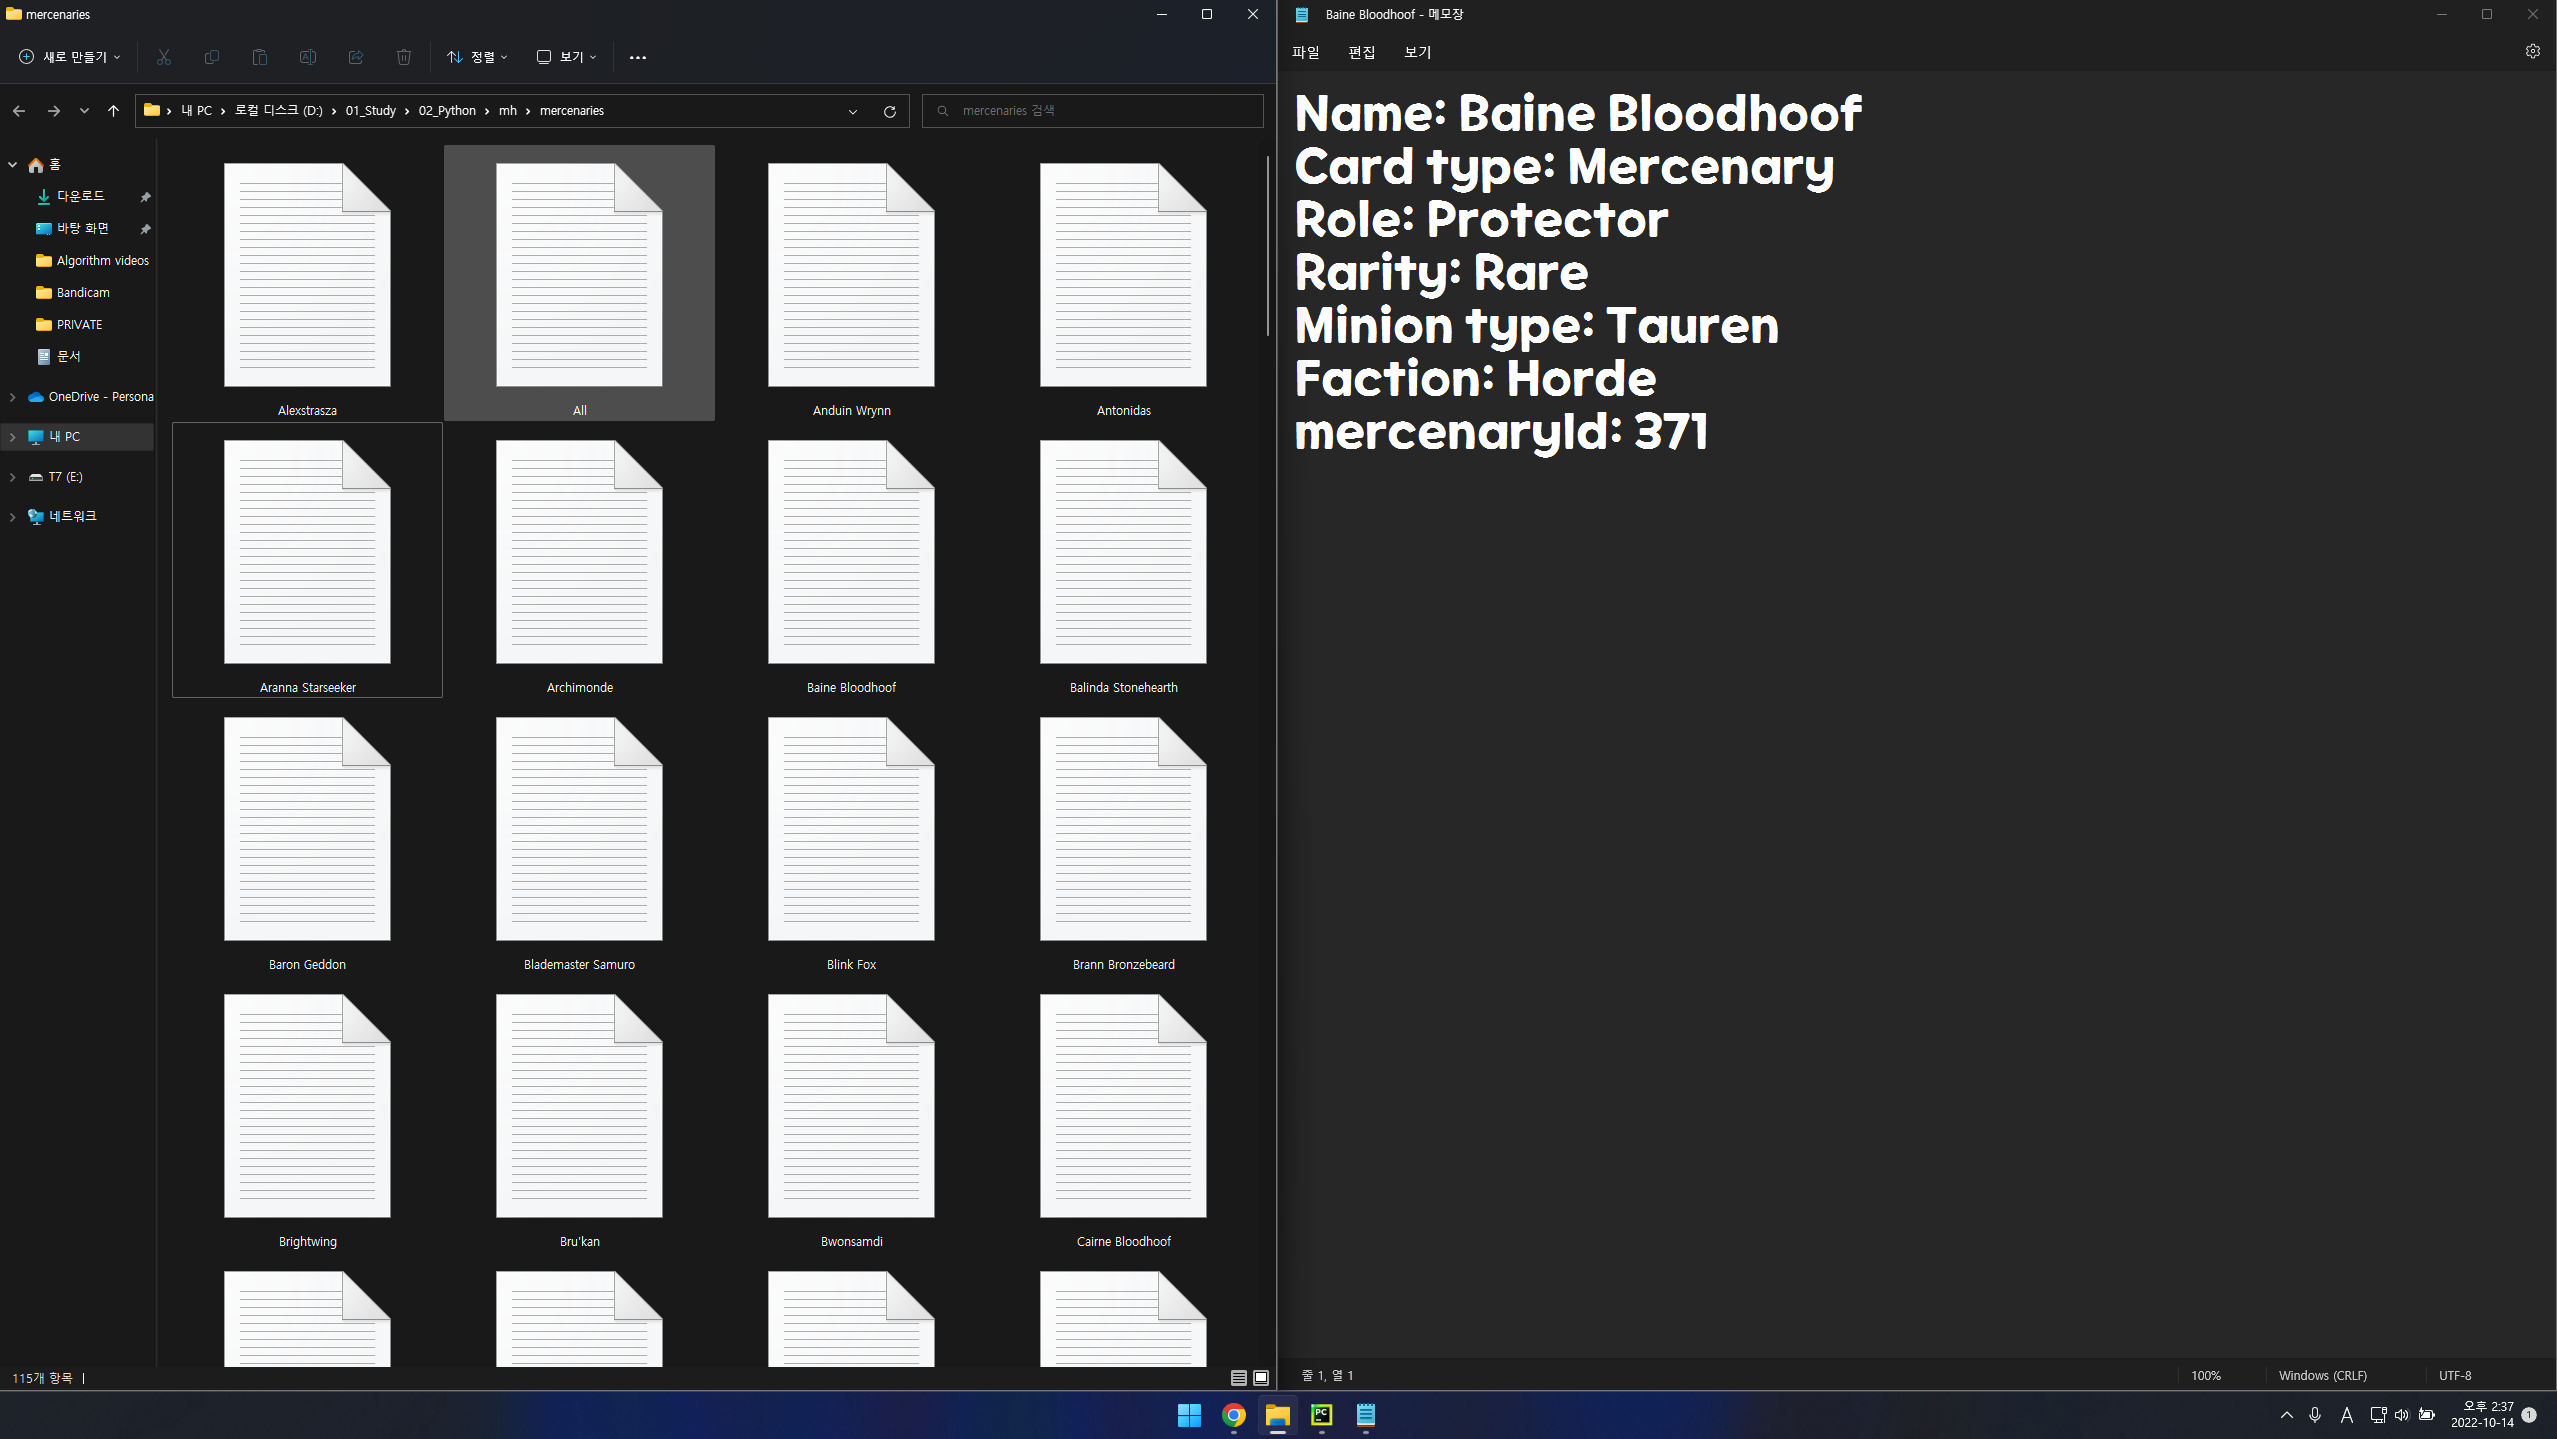 mercenaries
새로 만들기
정렬
보기
내 PC
로컬 디스크 (D:)
01_Study
02_Python
mh
mercenaries
mercenaries 검색
홈
다운로드
바탕 화면
Algorithm videos
Bandicam
PRIVATE
문서
OneDrive - Persona
내 PC
T7 (E:)
네트워크
Alexstrasza
All
Anduin Wrynn
Antonidas
Aranna Starseeker
Archimonde
Baine Bloodhoof
Balinda Stonehearth
Baron Geddon
Blademaster Samuro
Blink Fox
Brann Bronzebeard
Brightwing
Bru'kan
Bwonsamdi
Cairne Bloodhoof
115개 항목
Baine Bloodhoof - 메모장
파일
편집
보기
Name: Baine Bloodhoof
Card type: Mercenary
Role: Protector
Rarity: Rare
Minion type: Tauren
Faction: Horde
mercenaryId: 371
줄 1, 열 1
100%
Windows (CRLF)
UTF-8
PC
A
오후 2:37
2022-10-14
1